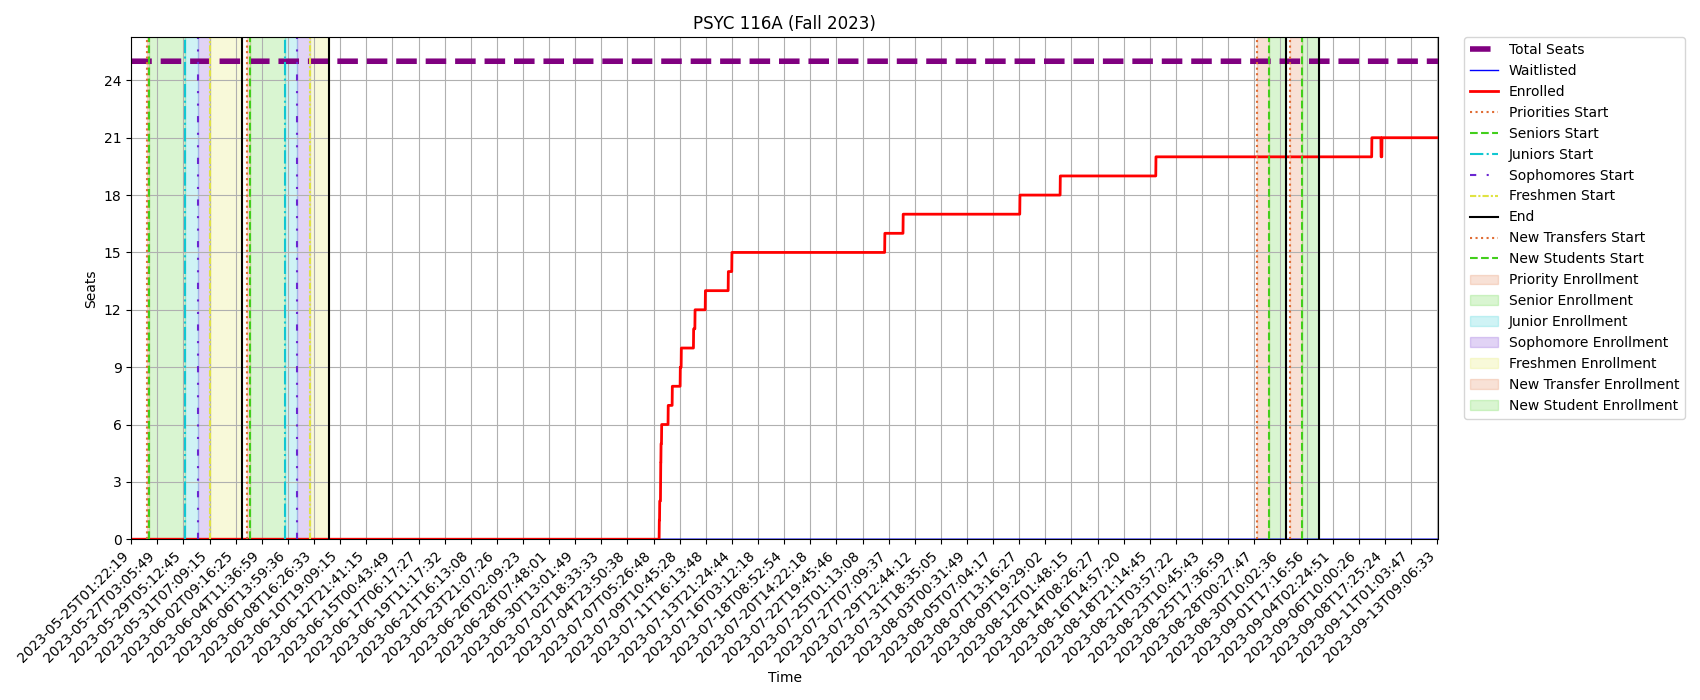 PSYC 116A (Fall 2023)
Seats
24
21
18
15
12
9
6
3
0
2023-05-25T01:22:19
2023-05-27T03:05:49
2023-05-29T05:12:45
2023-05-31T07:09:15
2023-06-02T09:16:25
2023-06-04T11:36:59
2023-06-06T13:59:36
2023-06-08T16:26:33
2023-06-10T19:09:15
2023-06-12T21:41:15
2023-06-15T00:43:49
2023-06-17T06:17:27
2023-06-19T11:17:32
2023-06-21T16:13:08
2023-06-23T21:07:26
2023-06-26T02:09:23
2023-06-28T07:48:01
2023-06-30T13:01:49
2023-07-02T18:33:33
2023-07-04T23:50:38
2023-07-07T05:26:48
2023-07-09T10:45:28
2023-07-11T16:13:48
2023-07-13T21:24:44
2023-07-16T03:12:18
2023-07-18T08:52:54
2023-07-20T14:22:18
2023-07-22T19:45:46
2023-07-25T01:13:08
2023-07-27T07:09:37
2023-07-29T12:44:12
2023-07-31T18:35:05
2023-08-03T00:31:49
2023-08-05T07:04:17
2023-08-07T13:16:27
2023-08-09T19:29:02
2023-08-12T01:48:15
2023-08-14T08:26:27
2023-08-16T14:57:20
2023-08-18T21:14:45
2023-08-21T03:57:22
2023-08-23T10:45:43
2023-08-25T17:36:59
2023-08-28T00:27:47
2023-08-30T10:02:36
2023-09-01T17:16:56
2023-09-04T02:24:51
2023-09-06T10:00:26
2023-09-08T17:25:24
2023-09-11T01:03:47
2023-09-13T09:06:33
Time
Total Seats
Waitlisted
Enrolled
Priorities Start
Seniors Start
Juniors Start
Sophomores Start
Freshmen Start
End
New Transfers Start
New Students Start
Priority Enrollment
Senior Enrollment
Junior Enrollment
Sophomore Enrollment
Freshmen Enrollment
New Transfer Enrollment
New Student Enrollment